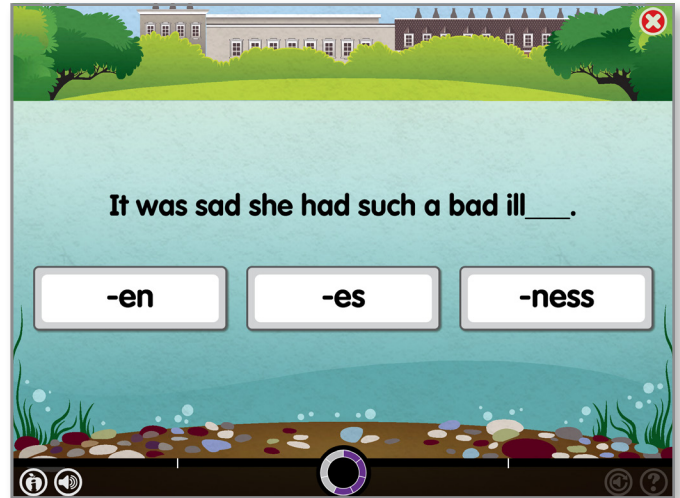 It was sad she had such a bad ill___.
-en
-es
-ness